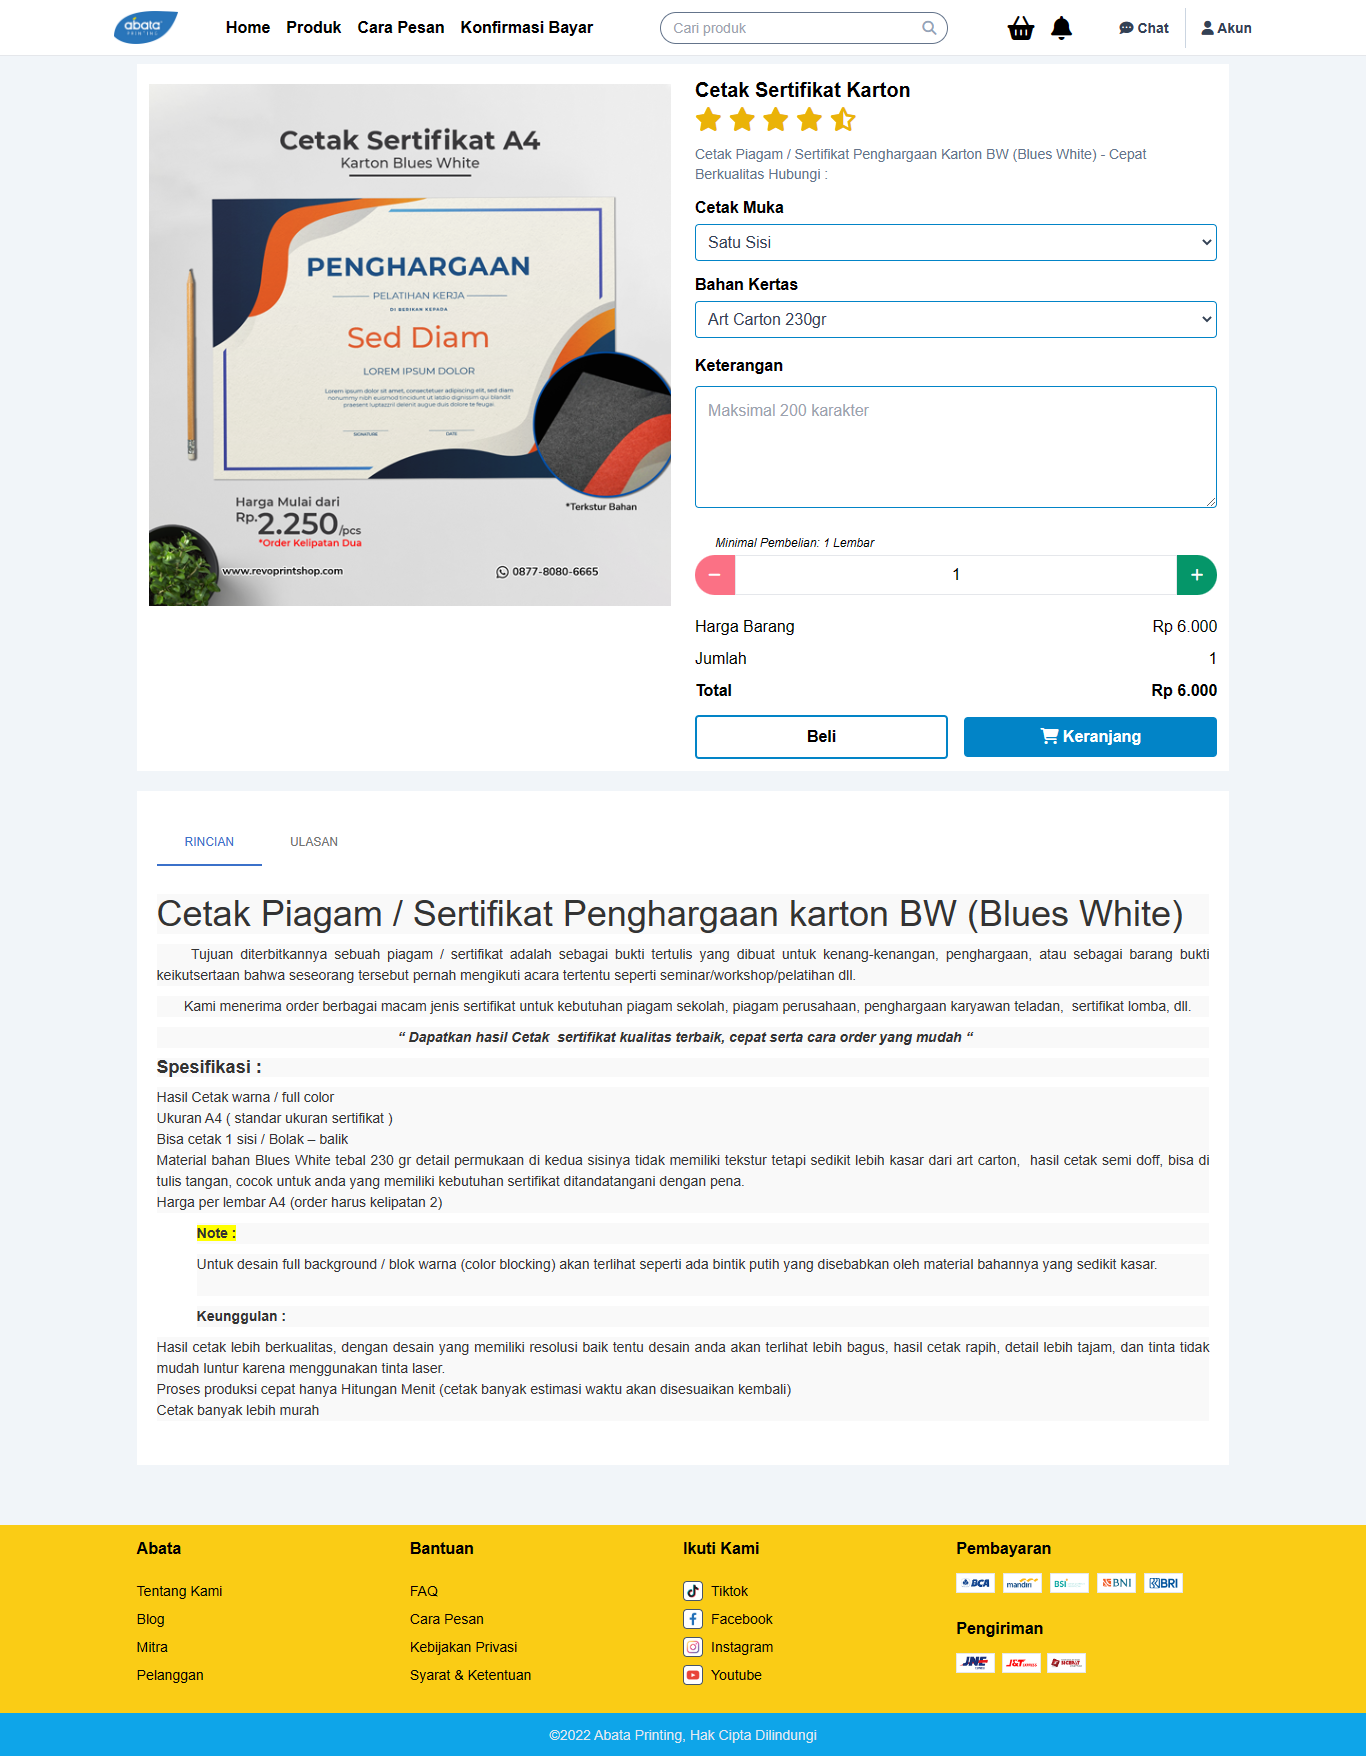 abata
PRINTING
Home Produk Cara Pesan Konfirmasi Bayar
Cari produk
Chat
Akun
Cetak Sertifikat A4
Karton Blues White
PENGHARGAAN
PELATIHAN KERJA
DI BERIKAN KEPADA
Sed Diam
LOREM IPSUM DOLOR
Lorem ipsum dolor sit amet, consectetuer adipiscing elit, sed diam
nonummy nibh euismod tincidunt ut
SIGNATURE DATE
*Terkstur Bahan
Harga Mulai dari
Rp.2.250/pcs
*Order Kelipatan Dua
www.revoprintshop.com
0877-8080-6665
Cetak Sertifikat Karton
Cetak Piagam / Sertifikat Penghargaan Karton BW (Blues White) - Cepat
Berkualitas Hubungi :
Cetak Muka
Satu Sisi
Bahan Kertas
Art Carton 230gr
Keterangan
Maksimal 200 karakter
Minimal Pembelian: 1 Lembar
− 1 +
Harga Barang Rp 6.000
Jumlah 1
Total Rp 6.000
Beli Keranjang
RINCIAN ULASAN
Cetak Piagam / Sertifikat Penghargaan karton BW (Blues White)
Tujuan diterbitkannya sebuah piagam / sertifikat adalah sebagai bukti tertulis yang dibuat untuk kenang-kenangan, penghargaan, atau sebagai barang bukti
keikutsertaan bahwa seseorang tersebut pernah mengikuti acara tertentu seperti seminar/workshop/pelatihan dll.
Kami menerima order berbagai macam jenis sertifikat untuk kebutuhan piagam sekolah, piagam perusahaan, penghargaan karyawan teladan,  sertifikat lomba, dll.
“ Dapatkan hasil Cetak  sertifikat kualitas terbaik, cepat serta cara order yang mudah “
Spesifikasi :
Hasil Cetak warna / full color
Ukuran A4 ( standar ukuran sertifikat )
Bisa cetak 1 sisi / Bolak – balik
Material bahan Blues White tebal 230 gr detail permukaan di kedua sisinya tidak memiliki tekstur tetapi sedikit lebih kasar dari art carton,  hasil cetak semi doff, bisa di
tulis tangan, cocok untuk anda yang memiliki kebutuhan sertifikat ditandatangani dengan pena.
Harga per lembar A4 (order harus kelipatan 2)
Note :
Untuk desain full background / blok warna (color blocking) akan terlihat seperti ada bintik putih yang disebabkan oleh material bahannya yang sedikit kasar.
Keunggulan :
Hasil cetak lebih berkualitas, dengan desain yang memiliki resolusi baik tentu desain anda akan terlihat lebih bagus, hasil cetak rapih, detail lebih tajam, dan tinta tidak
mudah luntur karena menggunakan tinta laser.
Proses produksi cepat hanya Hitungan Menit (cetak banyak estimasi waktu akan disesuaikan kembali)
Cetak banyak lebih murah
Abata
Tentang Kami
Blog
Mitra
Pelanggan
Bantuan
FAQ
Cara Pesan
Kebijakan Privasi
Syarat & Ketentuan
Ikuti Kami
Tiktok
Facebook
Instagram
Youtube
Pembayaran
BCA mandiri BSI BNI BRI
Pengiriman
JNE J&T EXPRESS SECEPAT
©2022 Abata Printing, Hak Cipta Dilindungi